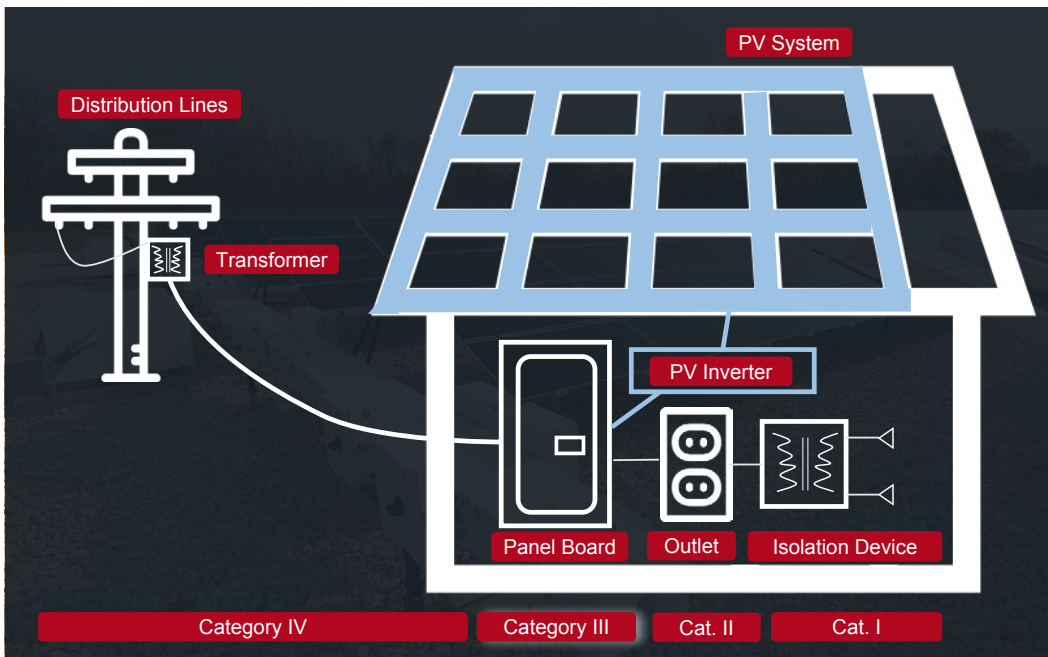 PV System
Distribution Lines
Transformer
PV Inverter
Panel Board
Outlet
Isolation Device
Category IV
Category III
Cat. II
Cat. I